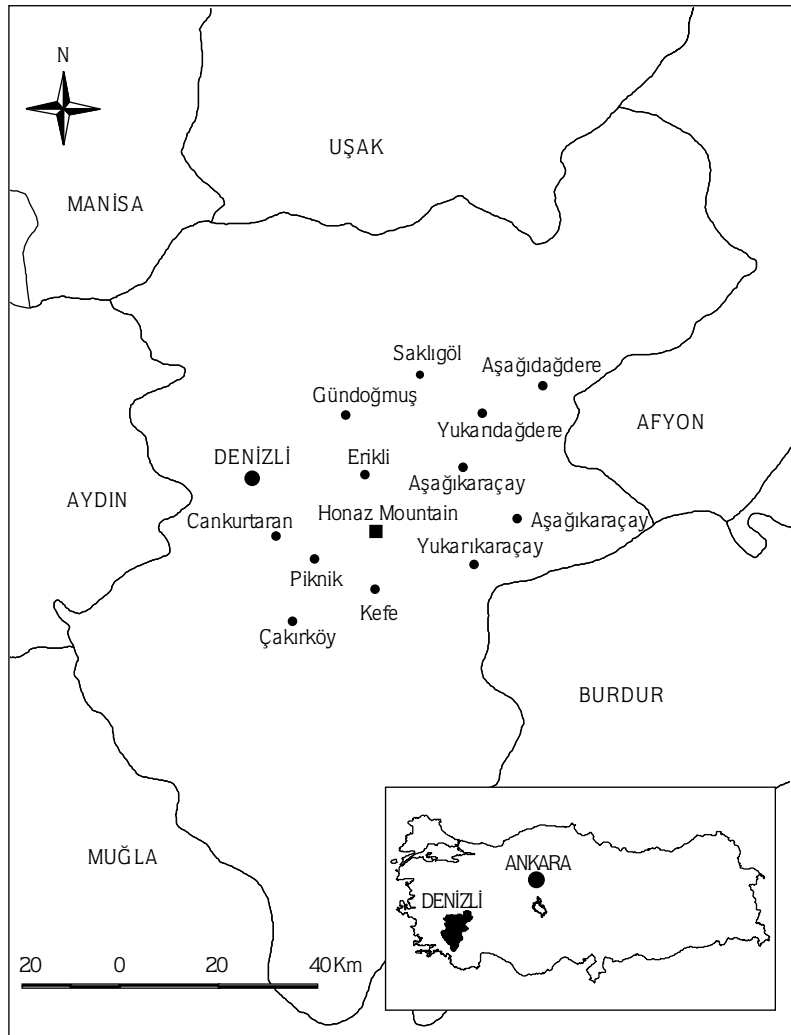 N
UŞAK
MANİSA
Saklıgöl
Aşağıdağdere
Gündoğmuş
AFYON
Yukarıdağdere
DENİZLİ
Erikli
Aşağıkaraçay
AYDIN
Cankurtaran
Honaz Mountain
Aşağıkaraçay
Yukarıkaraçay
Piknik
Kefe
Çakırköy
BURDUR
MUĞLA
ANKARA
DENİZLİ
20 0 20 40 Km